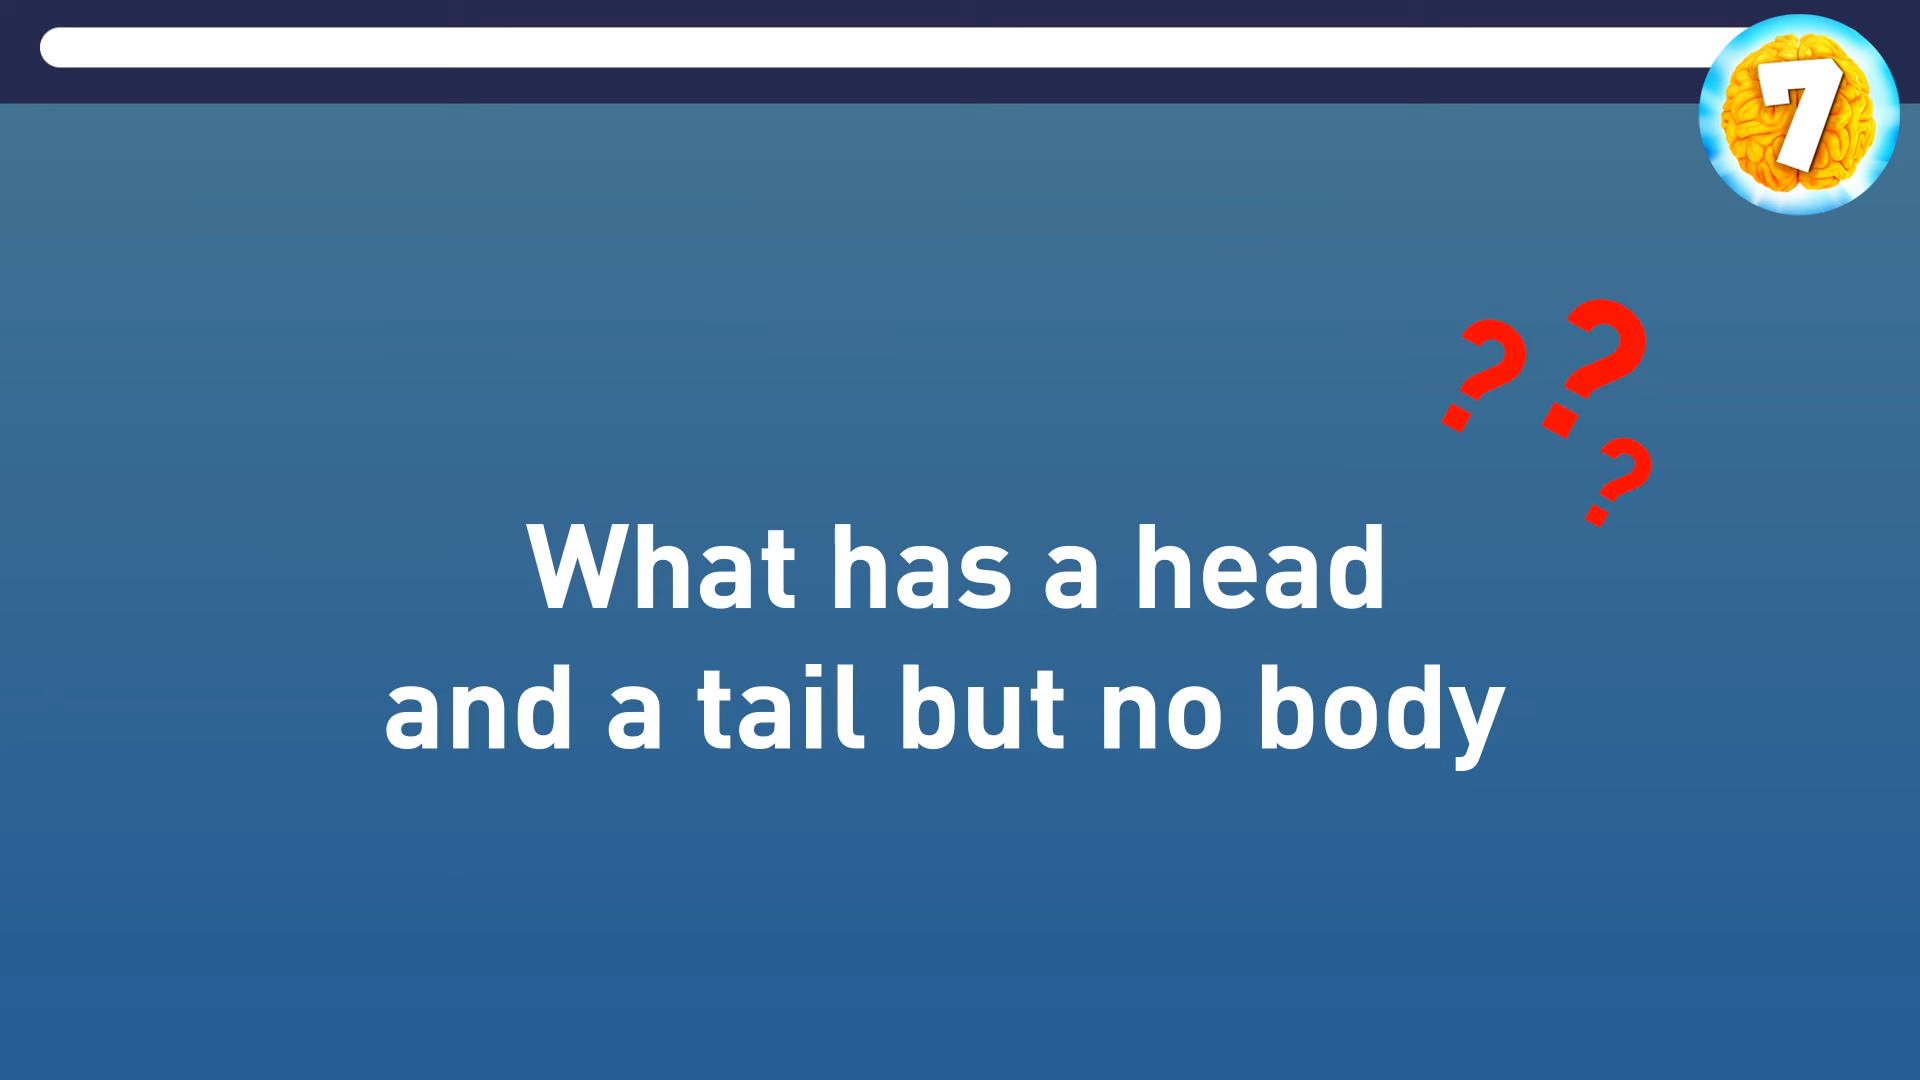 7
? ?
?
What has a head
and a tail but no body